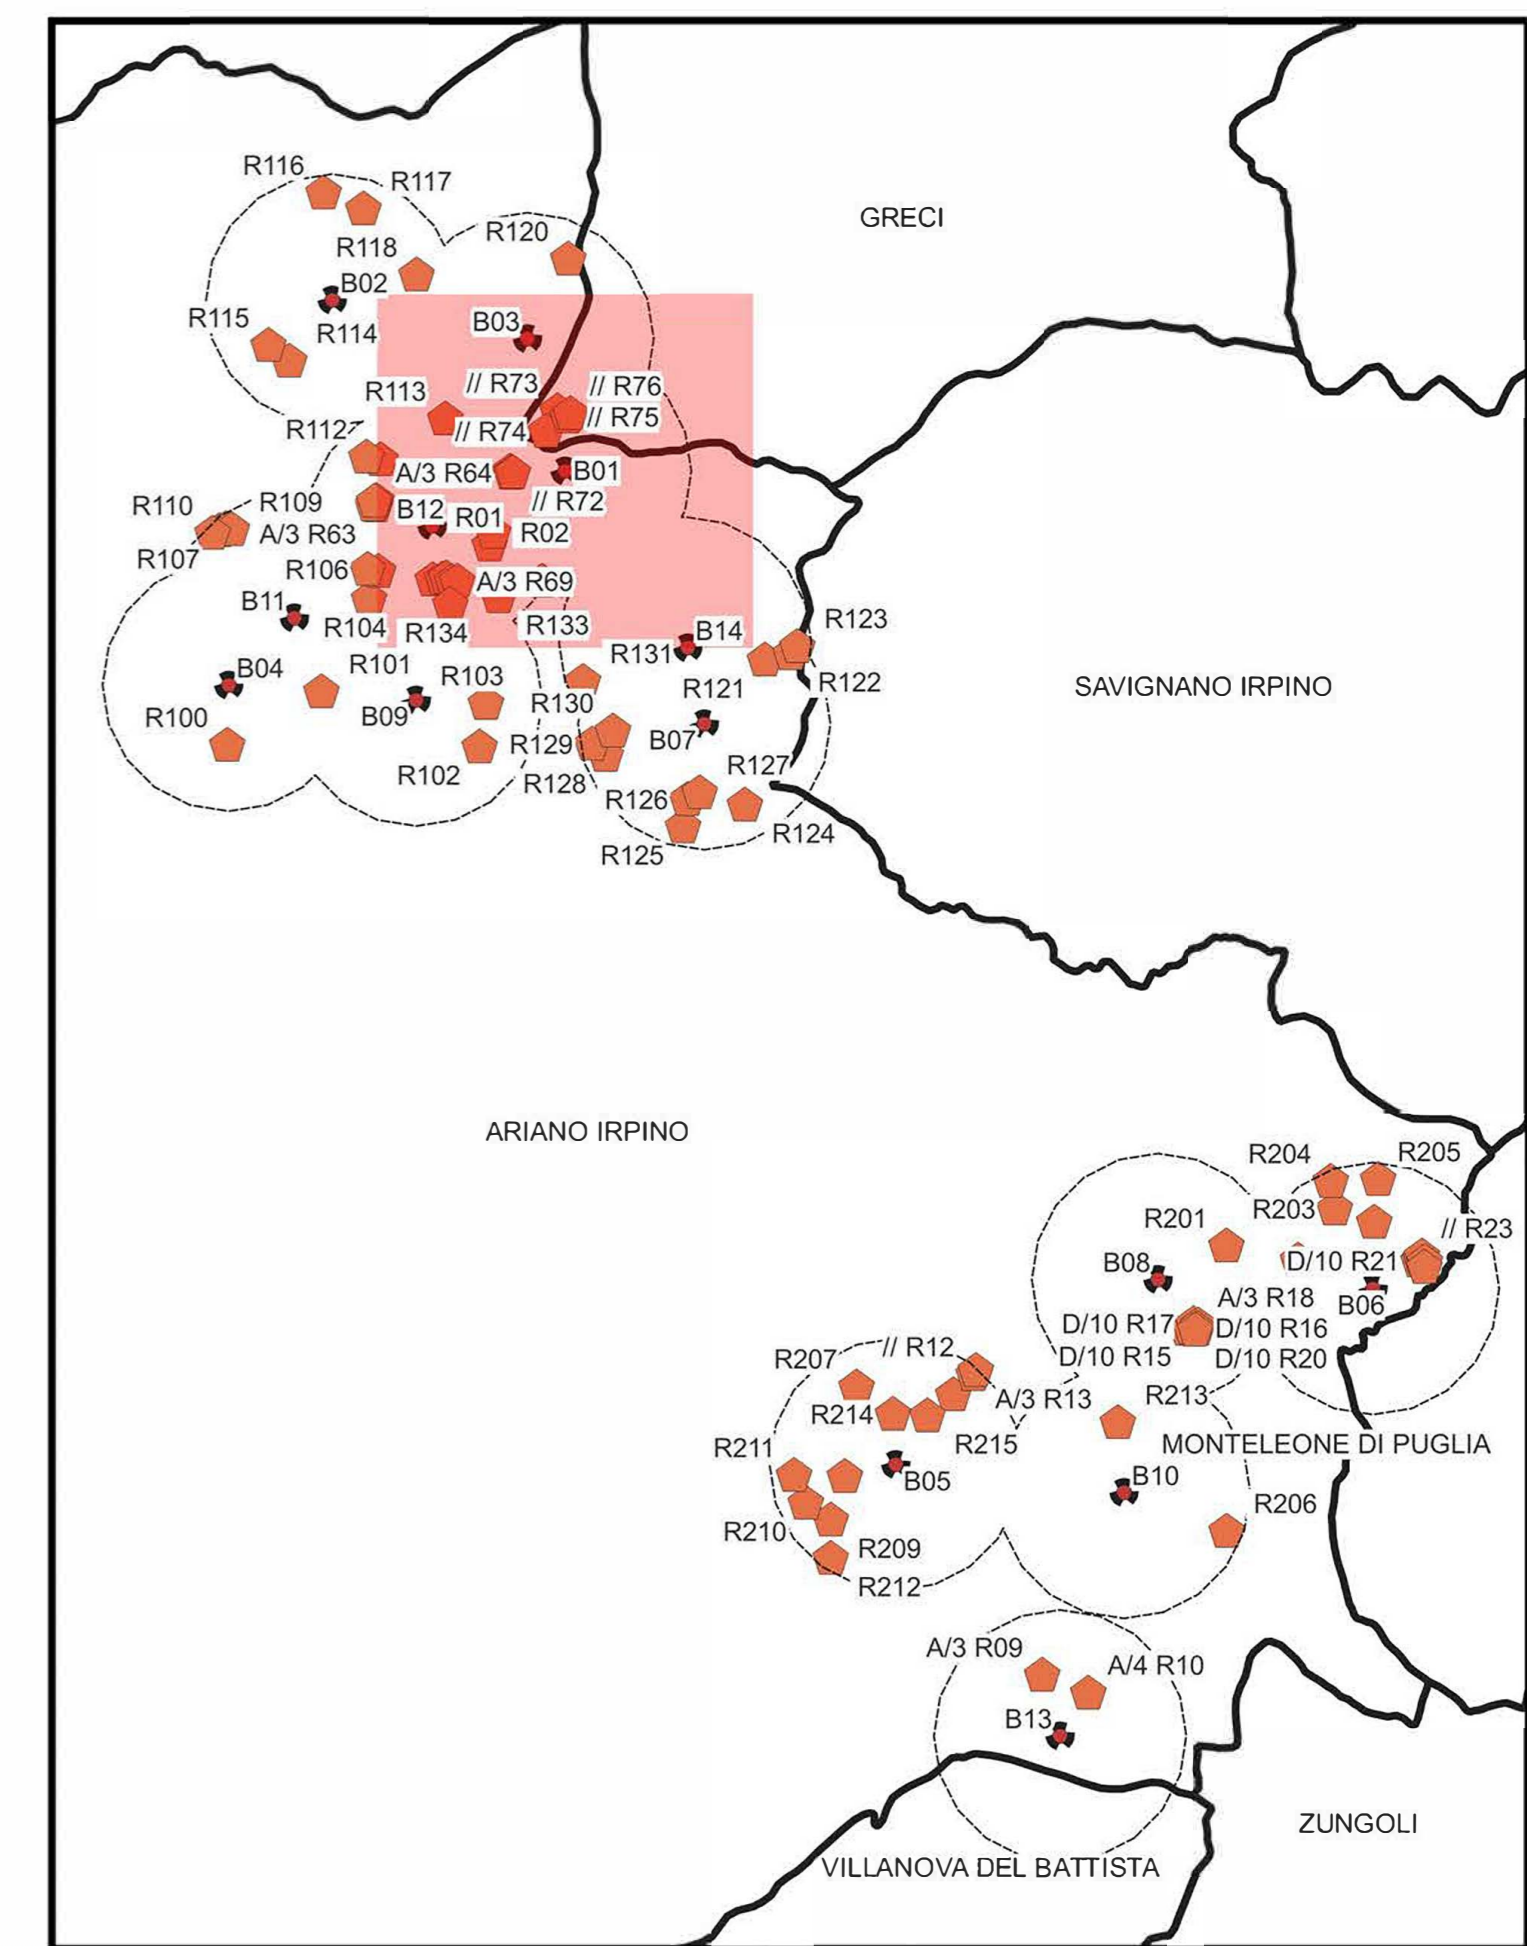 R116
R117
GRECI
R120
R118
B02
R115
B03
R114
// R73
// R76
R113
// R75
R112
// R74
A/3 R64
B01
R110
R109
// R72
B12
R01
A/3 R63
R02
R107
R106
A/3 R69
B11
R123
R104
R134
R133
B14
R131
B04
R101
R103
R121
R122
SAVIGNANO IRPINO
R130
R100
B09
R129
B07
R102
R127
R128
R126
R124
R125
ARIANO IRPINO
R204
R205
R203
R201
// R23
B08
D/10 R21
A/3 R18
B06
D/10 R17
D/10 R16
// R12
R207
D/10 R15
D/10 R20
A/3 R13
R213
R214
R211
R215
MONTELEONE DI PUGLIA
B05
B10
R206
R210
R209
R212
A/3 R09
A/4 R10
B13
ZUNGOLI
VILLANOVA DEL BATTISTA